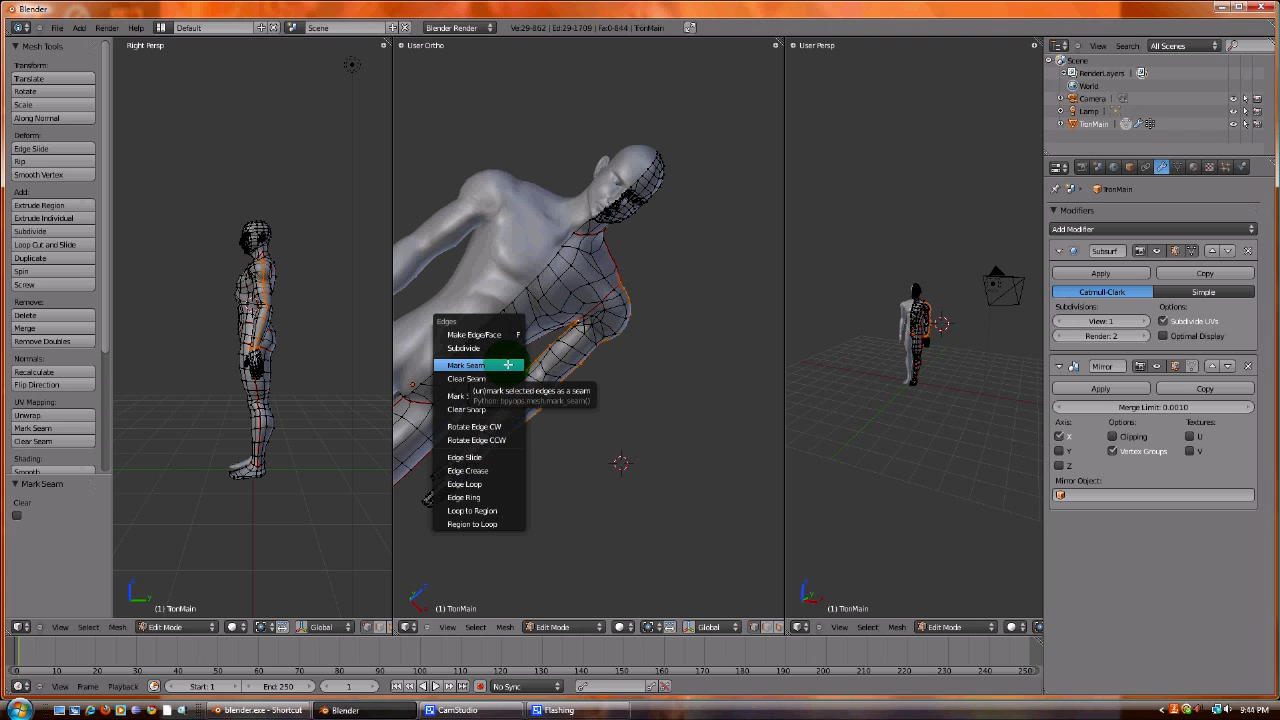 Blender
File Add Render Help Default Scene Blender Render Ve:29-862 | Ed:29-1709 | Fa:0-844 | TronMain
Mesh Tools
Transform:
Translate
Rotate
Scale
Along Normal
Deform:
Edge Slide
Rip
Smooth Vertex
Add:
Extrude Region
Extrude Individual
Subdivide
Loop Cut and Slide
Duplicate
Spin
Screw
Remove:
Delete
Merge
Remove Doubles
Normals:
Recalculate
Flip Direction
UV Mapping:
Unwrap
Mark Seam
Clear Seam
Shading:
Smooth
Mark Seam
Clear
Right Persp
(1) TronMain
User Ortho
Edges
Make Edge/Face F
Subdivide
Mark Seam
Clear Seam
(un)mark selected edges as a seam
Mark S
Python: bpy.ops.mesh.mark_seam()
Clear Sharp
Rotate Edge CW
Rotate Edge CCW
Edge Slide
Edge Crease
Edge Loop
Edge Ring
Loop to Region
Region to Loop
(1) TronMain
User Persp
(1) TronMain
View Search All Scenes
Scene
RenderLayers
World
Camera
Lamp
TronMain
TronMain
Modifiers
Add Modifier
Subsurf
Apply Copy
Catmull-Clark Simple
Subdivisions: Options:
View: 1 Subdivide UVs
Render: 2 Optimal Display
Mirror
Apply Copy
Merge Limit: 0.0010
Axis: Options: Textures:
X Clipping U
Y Vertex Groups V
Z
Mirror Object:
View Select Mesh Edit Mode Global
View Select Mesh Edit Mode Global
View Select Mesh Edit Mode
0 10 20 30 40 50 60 70 80 90 100 110 120 130 140 150 160 170 180 190 200 210 220 230 240 250
View Frame Playback Start: 1 End: 250 1 No Sync
blender.exe - Shortcut Blender CamStudio Flashing 9:44 PM